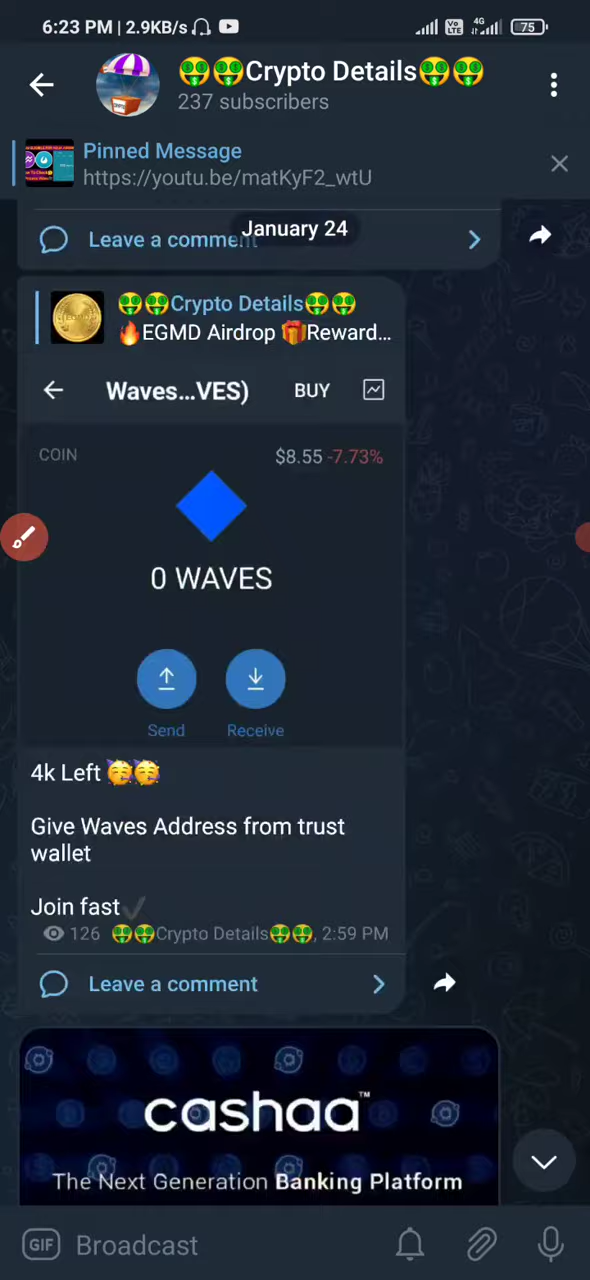 6:23 PM | 2.9KB/s
Vo LTE 4G 75
🤑🤑Crypto Details🤑🤑
237 subscribers
Pinned Message
https://youtu.be/matKyF2_wtU
January 24
Leave a comment
🤑🤑Crypto Details🤑🤑
🔥EGMD Airdrop 🎁Reward...
Waves...VES) BUY
COIN $8.55 -7.73%
0 WAVES
Send Receive
4k Left 🥳🥳
Give Waves Address from trust
wallet
Join fast✔
126 🤑🤑Crypto Details🤑🤑, 2:59 PM
Leave a comment
cashaa™
The Next Generation Banking Platform
GIF Broadcast